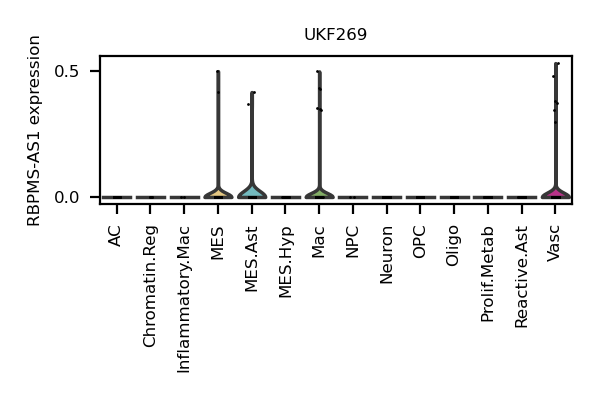 UKF269
RBPMS-AS1 expression
0.5
0.0
AC
Chromatin.Reg
Inflammatory.Mac
MES
MES.Ast
MES.Hyp
Mac
NPC
Neuron
OPC
Oligo
Prolif.Metab
Reactive.Ast
Vasc